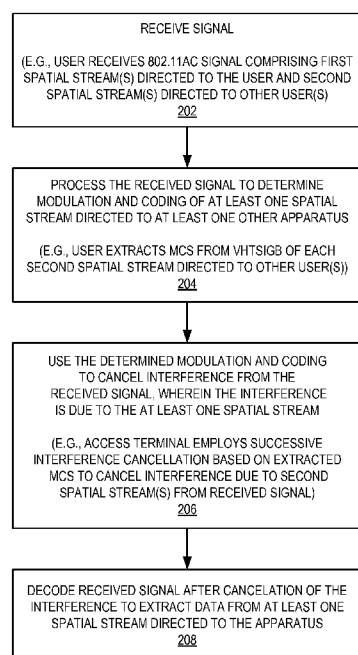 RECEIVE SIGNAL
(E.G., USER RECEIVES 802.11AC SIGNAL COMPRISING FIRST
SPATIAL STREAM(S) DIRECTED TO THE USER AND SECOND
SPATIAL STREAM(S) DIRECTED TO OTHER USER(S)
202
PROCESS THE RECEIVED SIGNAL TO DETERMINE
MODULATION AND CODING OF AT LEAST ONE SPATIAL
STREAM DIRECTED TO AT LEAST ONE OTHER APPARATUS
(E.G., USER EXTRACTS MCS FROM VHTSIGB OF EACH
SECOND SPATIAL STREAM DIRECTED TO OTHER USER(S))
204
USE THE DETERMINED MODULATION AND CODING
TO CANCEL INTERFERENCE FROM THE
RECEIVED SIGNAL, WHEREIN THE INTERFERENCE
IS DUE TO THE AT LEAST ONE SPATIAL STREAM
(E.G., ACCESS TERMINAL EMPLOYS SUCCESSIVE
INTERFERENCE CANCELLATION BASED ON EXTRACTED
MCS TO CANCEL INTERFERENCE DUE TO
SECOND SPATIAL STREAM(S) FROM RECEIVED SIGNAL)
206
DECODE RECEIVED SIGNAL AFTER CANCELATION OF THE
INTERFERENCE TO EXTRACT DATA FROM AT LEAST ONE
SPATIAL STREAM DIRECTED TO THE APPARATUS
208